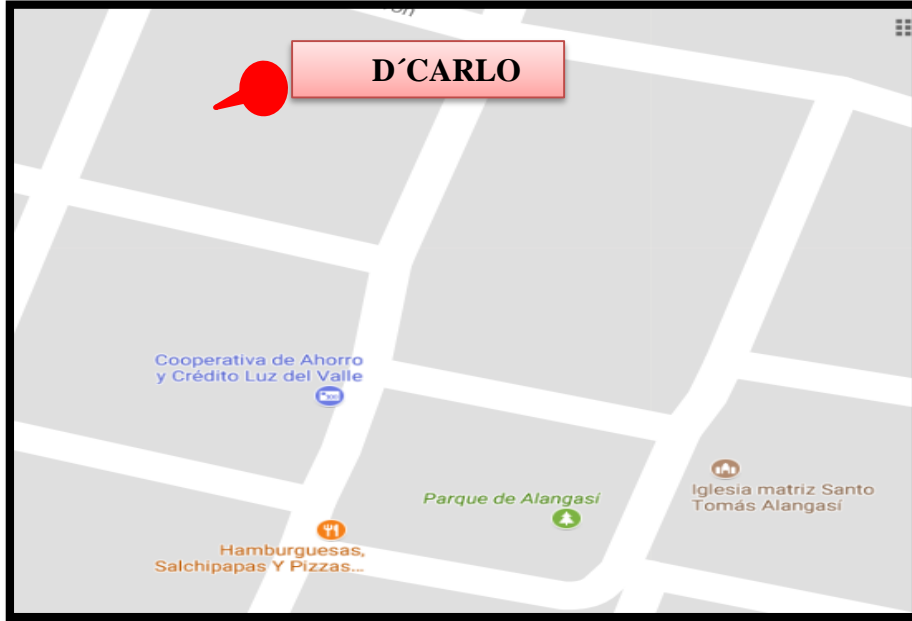 D´CARLO
Cooperativa de Ahorro
y Crédito Luz del Valle
Parque de Alangasí
Iglesia matriz Santo
Tomás Alangasí
Hamburguesas,
Salchipapas Y Pizzas...